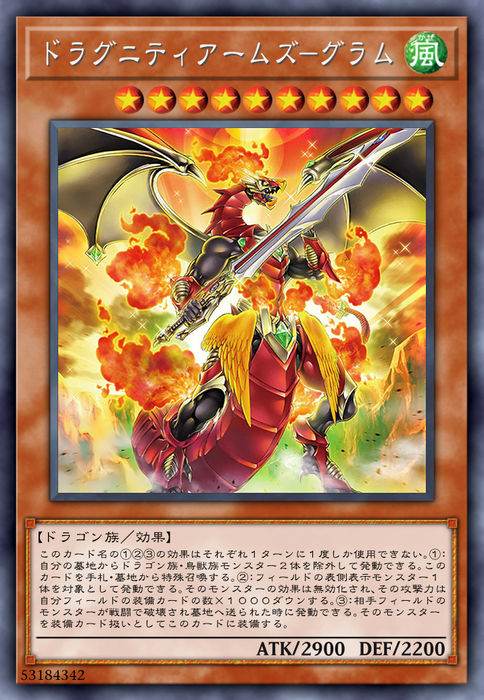 ドラグニティアームズ－グラム
かぜ
風
【ドラゴン族／効果】
このカード名の①②③の効果はそれぞれ１ターンに１度しか使用できない。①：
自分の墓地からドラゴン族・鳥獣族モンスター２体を除外して発動できる。このカ
ードを手札・墓地から特殊召喚する。②：フィールドの表側表示モンスター１
体を対象として発動できる。そのモンスターの効果は無効化され、その攻撃力は
自分フィールドの装備カードの数×１０００ダウンする。③：相手フィールドの
モンスターが戦闘で破壊され墓地へ送られた時に発動できる。そのモンスター
を装備カード扱いとしてこのカードに装備する。
ATK/2900 DEF/2200
53184342